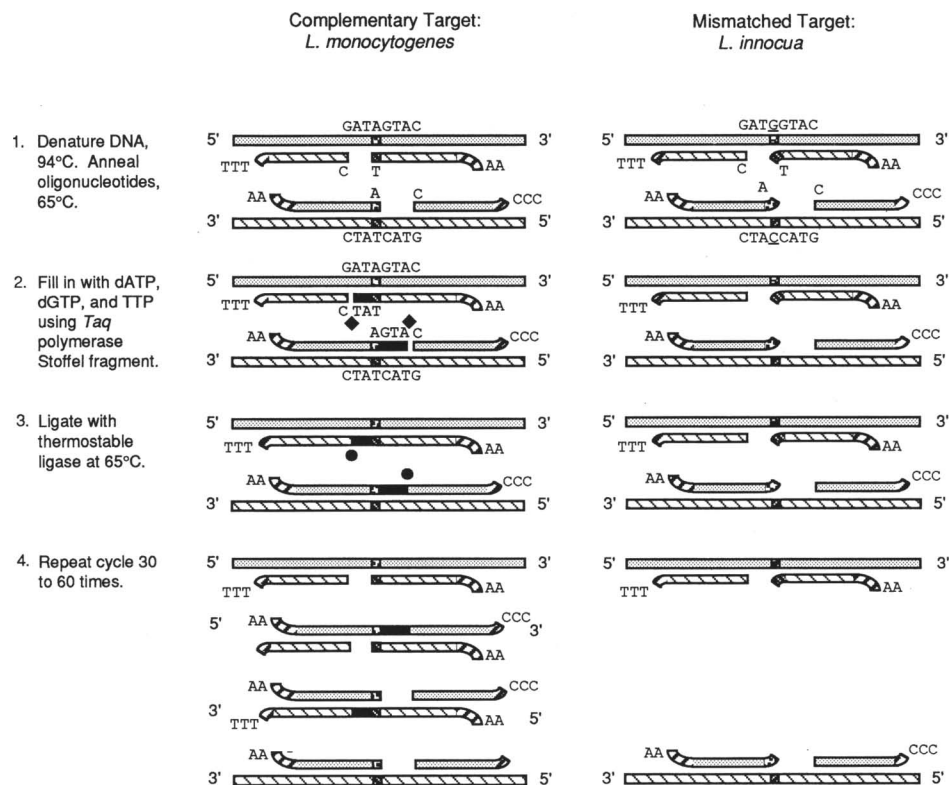 Complementary Target:
L. monocytogenes
Mismatched Target:
L. innocua
1. Denature DNA,
94°C. Anneal
oligonucleotides,
65°C.
GATAGTAC
5' 3'
TTT C T AA
AA A C CCC
3' 5'
CTATCATG
GATGGTAC
5' 3'
TTT C T AA
AA A C CCC
3' 5'
CTACCATG
2. Fill in with dATP,
dGTP, and TTP
using Taq
polymerase
Stoffel fragment.
GATAGTAC
5' 3'
TTT C TAT AA
AA AGTA C CCC
3' 5'
CTATCATG
5' 3'
TTT AA
AA CCC
3' 5'
3. Ligate with
thermostable
ligase at 65°C.
5' 3'
TTT AA
AA CCC
3' 5'
5' 3'
TTT AA
AA CCC
3' 5'
4. Repeat cycle 30
to 60 times.
5' 3'
TTT AA
5' AA CCC 3'
AA
AA CCC
3' TTT AA 5'
AA CCC
3' 5'
5' 3'
TTT AA
AA CCC
3' 5'